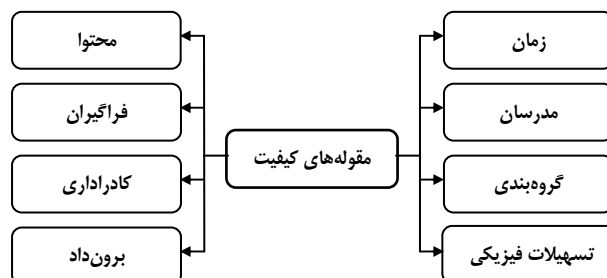 زمان
محتوا
مدرسان
فراگیران
مقوله‌های کیفیت
گروه‌بندی
کادراداری
تسهیلات فیزیکی
برون‌داد